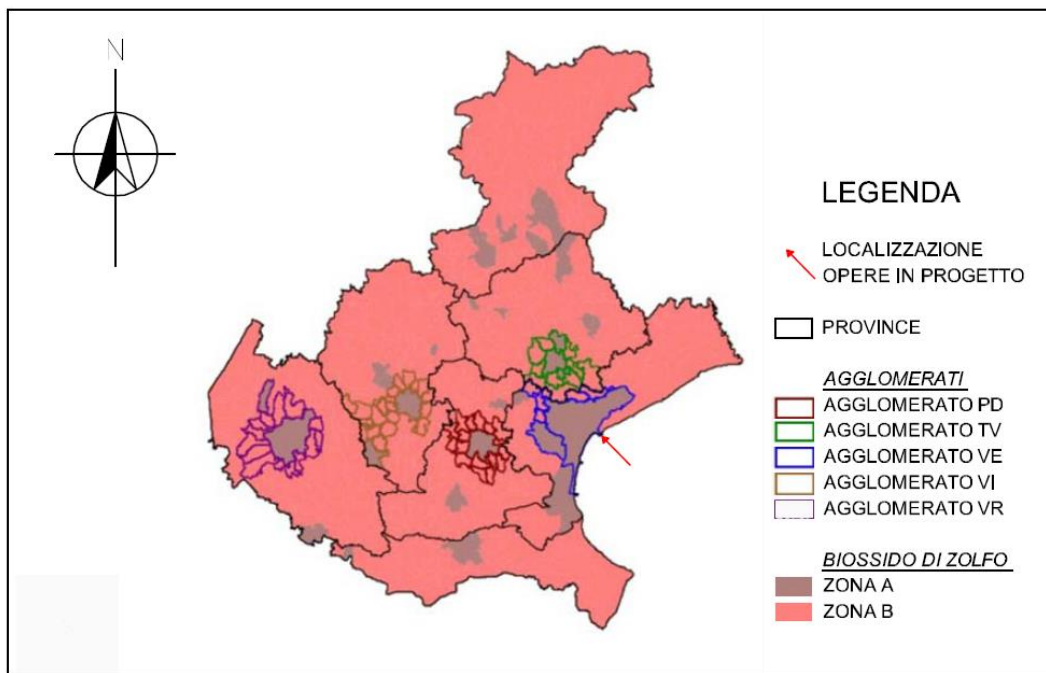 N
LEGENDA
LOCALIZZAZIONE
OPERE IN PROGETTO
PROVINCE
AGGLOMERATI
AGGLOMERATO PD
AGGLOMERATO TV
AGGLOMERATO VE
AGGLOMERATO VI
AGGLOMERATO VR
BIOSSIDO DI ZOLFO
ZONA A
ZONA B